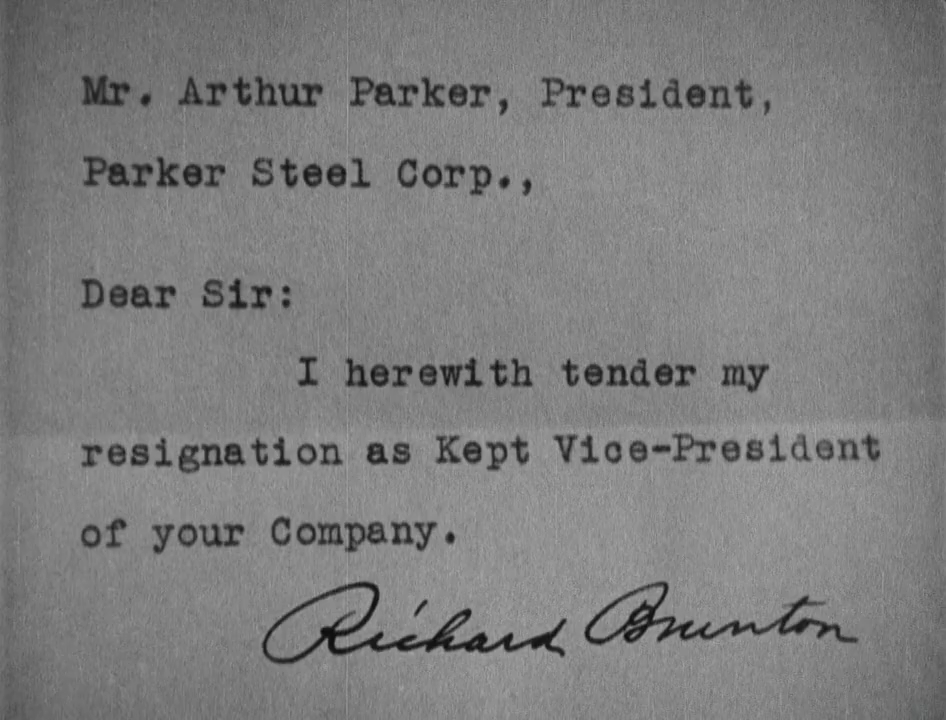 Mr. Arthur Parker, President,
Parker Steel Corp.,
Dear Sir:
I herewith tender my
resignation as Kept Vice-President
of your Company.
Richard Brunton